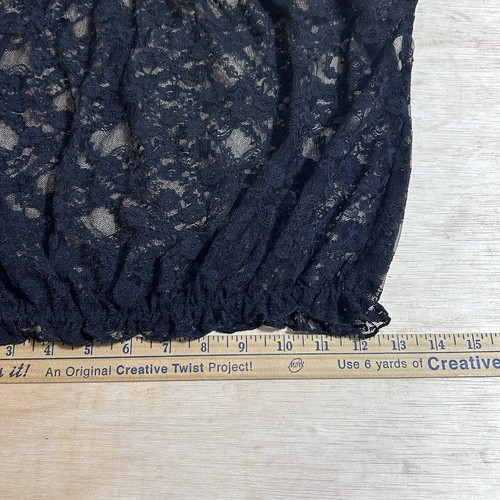 3 4 5 6 7 8 9 10 11 12 13 14 15
it! An Original Creative Twist Project! Use 6 yards of Creative